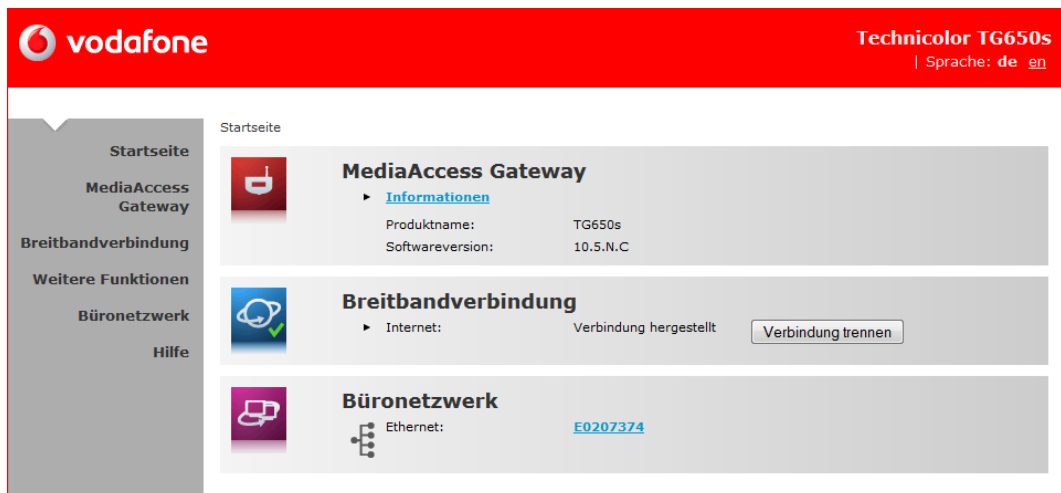 vodafone
Technicolor TG650s
| Sprache: de en
Startseite
MediaAccess
Gateway
Breitbandverbindung
Weitere Funktionen
Büronetzwerk
Hilfe
Startseite
MediaAccess Gateway
Informationen
Produktname: TG650s
Softwareversion: 10.5.N.C
Breitbandverbindung
Internet: Verbindung hergestellt Verbindung trennen
Büronetzwerk
Ethernet: E0207374